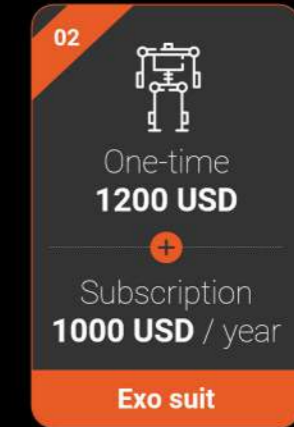 02
One-time
1200 USD
+
Subscription
1000 USD / year
Exo suit